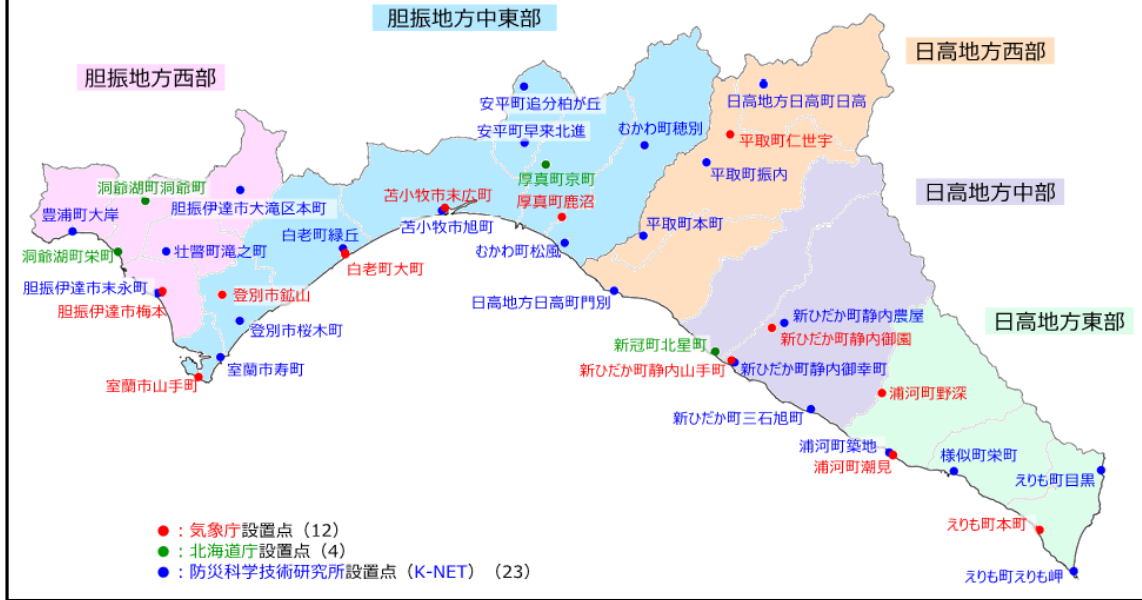 胆振地方中東部
日高地方西部
胆振地方西部
安平町追分柏が丘
日高地方日高町日高
安平町早来北進
むかわ町穂別
平取町仁世宇
洞爺湖町洞爺町
厚真町京町
平取町振内
日高地方中部
胆振伊達市大滝区本町
苫小牧市末広町
厚真町鹿沼
豊浦町大岸
苫小牧市旭町
平取町本町
白老町緑丘
むかわ町松風
洞爺湖町栄町
壮瞥町滝之町
白老町大町
胆振伊達市末永町
登別市鉱山
日高地方日高町門別
胆振伊達市梅本
新ひだか町静内農屋
日高地方東部
登別市桜木町
新ひだか町静内御園
新冠町北星町
室蘭市寿町
新ひだか町静内山手町
新ひだか町静内御幸町
室蘭市山手町
浦河町野深
新ひだか町三石旭町
浦河町築地
様似町栄町
浦河町潮見
えりも町目黒
えりも町本町
えりも町えりも岬
●：気象庁設置点（12）
●：北海道庁設置点（4）
●：防災科学技術研究所設置点（K-NET）（23）